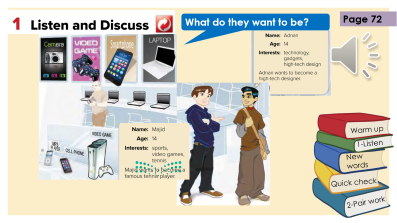 1 Listen and Discuss
What do they want to be?
Page 72
Camera
VIDEO GAME
Smartphone
LAPTOP
Name: Adnan
Age: 14
Interests: technology,
gadgets,
high-tech design
Adnan wants to become a
high-tech designer.
VIDEO GAME
CELL PHONE
Name: Majid
Age: 14
Interests: sports,
video games,
tennis
Majid wants to become a
famous tennis player.
Warm up
1-Listen
New
words
Quick check
2-Pair work